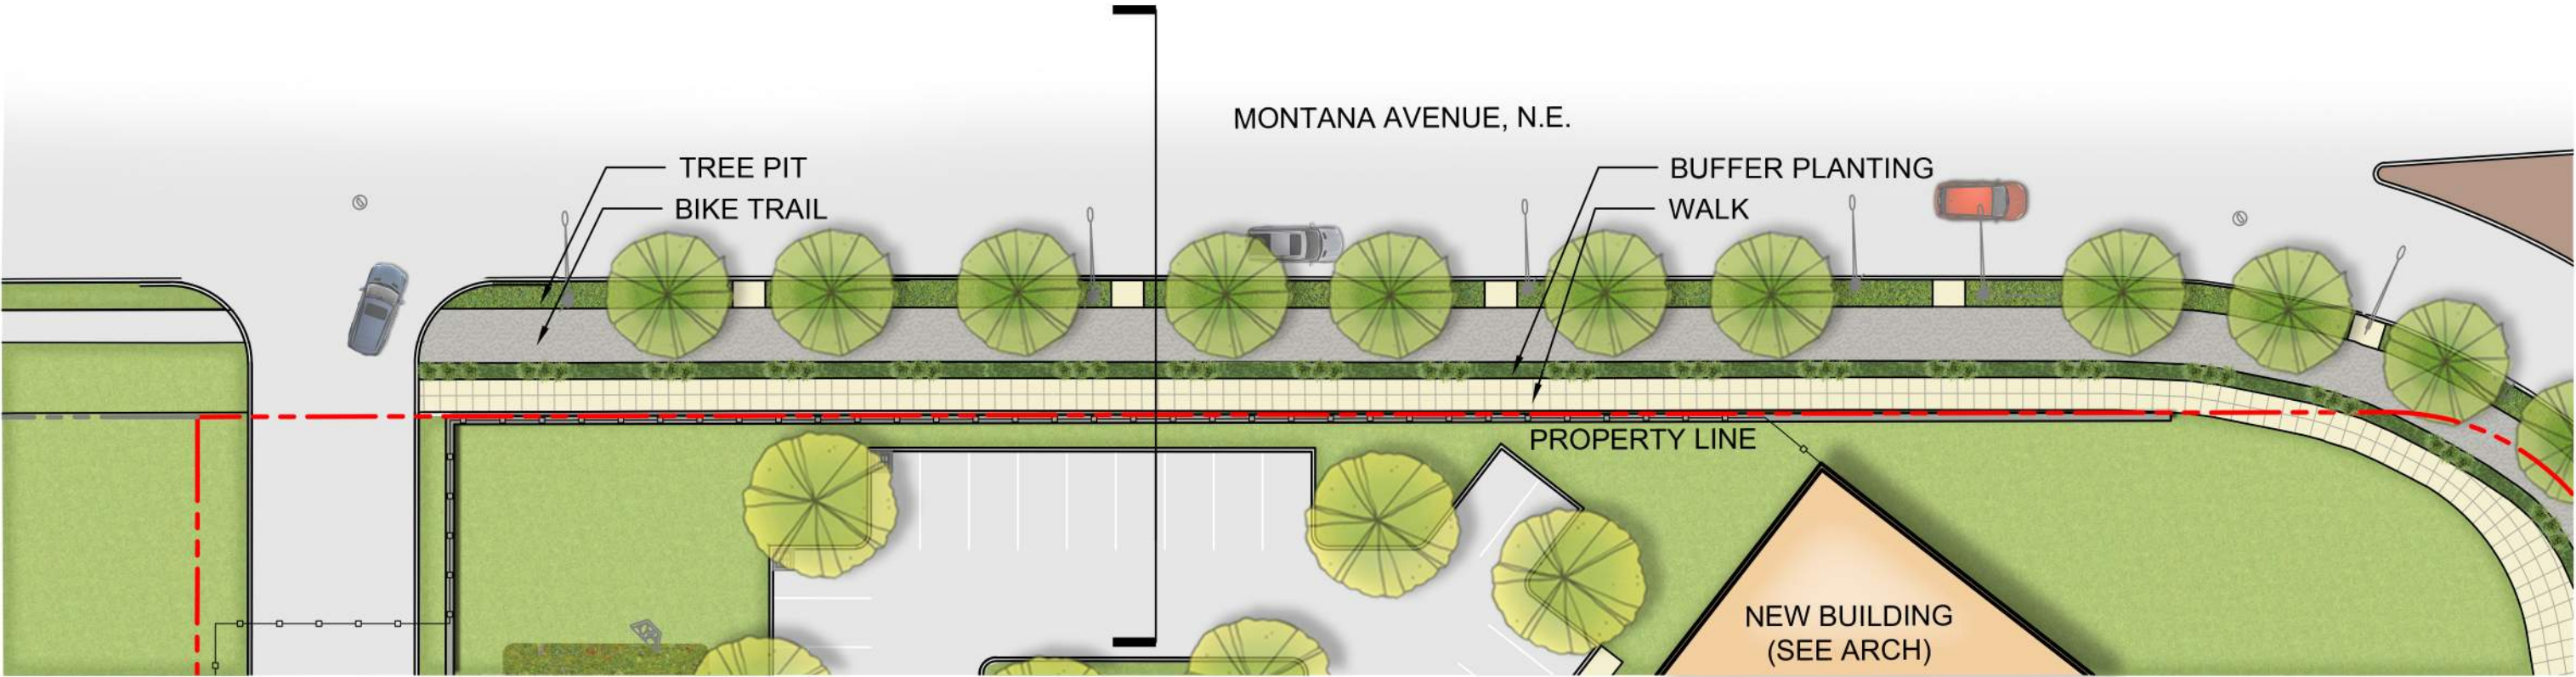 MONTANA AVENUE, N.E.
TREE PIT
BIKE TRAIL
BUFFER PLANTING
WALK
PROPERTY LINE
NEW BUILDING
(SEE ARCH)